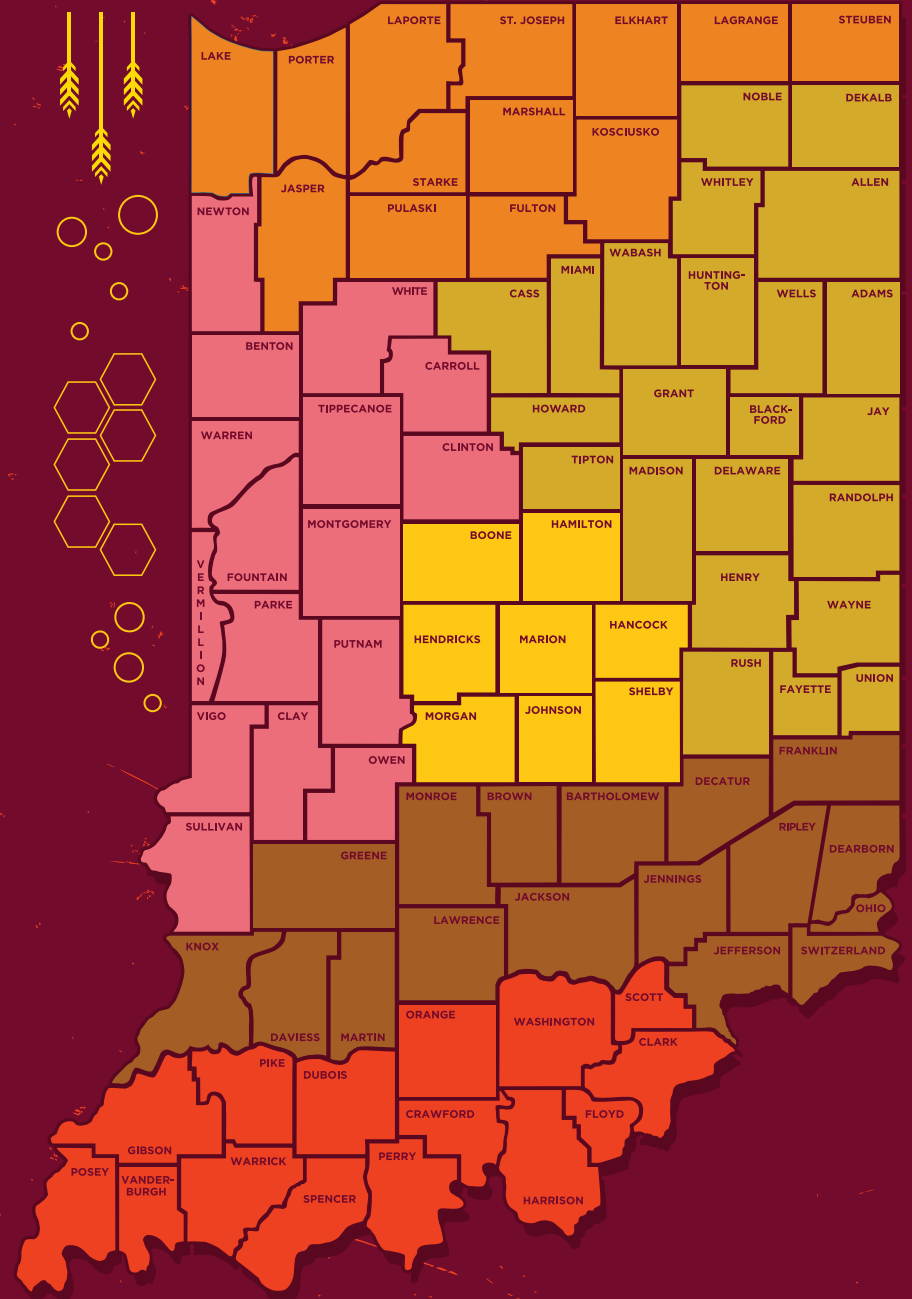 LAPORTE
ST. JOSEPH
ELKHART
LAGRANGE
STEUBEN
LAKE
PORTER
NOBLE
DEKALB
MARSHALL
KOSCIUSKO
STARKE
JASPER
WHITLEY
ALLEN
NEWTON
PULASKI
FULTON
WABASH
MIAMI
HUNTING-
TON
WHITE
CASS
WELLS
ADAMS
BENTON
CARROLL
GRANT
TIPPECANOE
HOWARD
BLACK-
FORD
JAY
WARREN
CLINTON
TIPTON
MADISON
DELAWARE
RANDOLPH
MONTGOMERY
BOONE
HAMILTON
VERMILLION
FOUNTAIN
HENRY
PARKE
WAYNE
PUTNAM
HENDRICKS
MARION
HANCOCK
RUSH
UNION
FAYETTE
SHELBY
VIGO
CLAY
MORGAN
JOHNSON
FRANKLIN
OWEN
DECATUR
MONROE
BROWN
BARTHOLOMEW
SULLIVAN
RIPLEY
GREENE
DEARBORN
JENNINGS
JACKSON
OHIO
LAWRENCE
KNOX
JEFFERSON
SWITZERLAND
SCOTT
ORANGE
WASHINGTON
DAVIESS
MARTIN
CLARK
PIKE
DUBOIS
CRAWFORD
FLOYD
GIBSON
WARRICK
PERRY
POSEY
VANDER-
BURGH
SPENCER
HARRISON